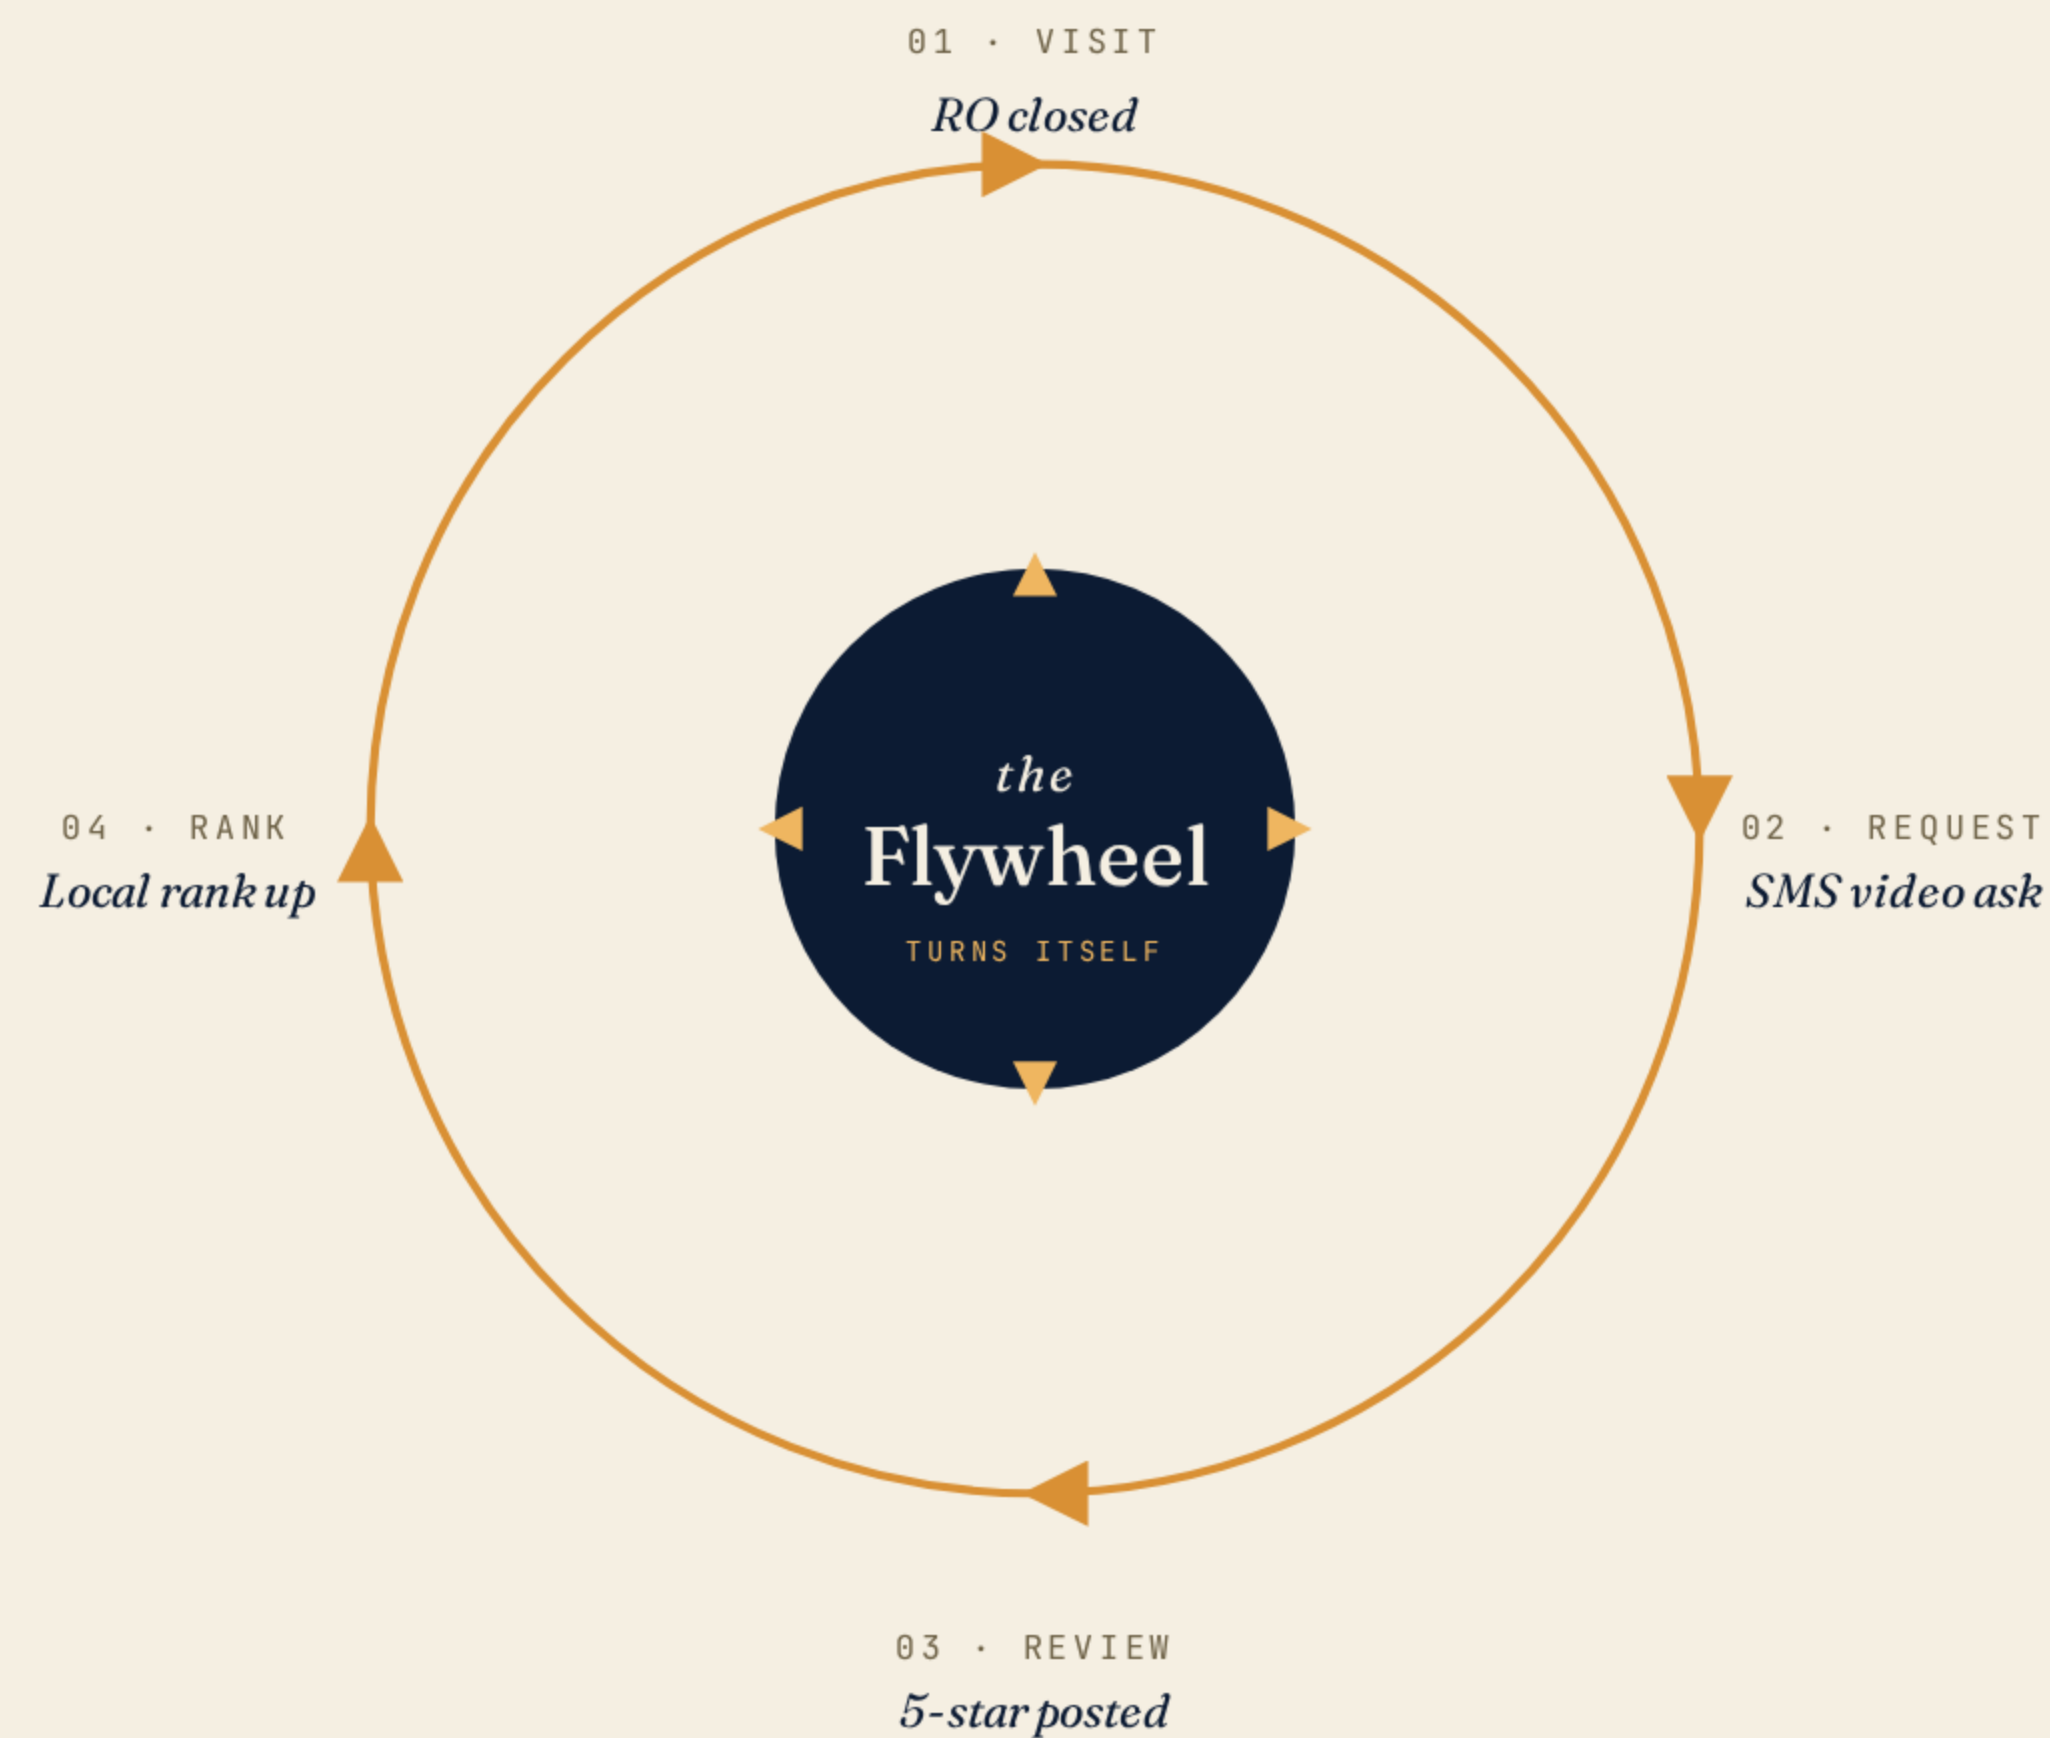 01 · VISIT
RO closed
the
Flywheel
TURNS ITSELF
04 · RANK
Local rank up
02 · REQUEST
SMS video ask
03 · REVIEW
5-star posted